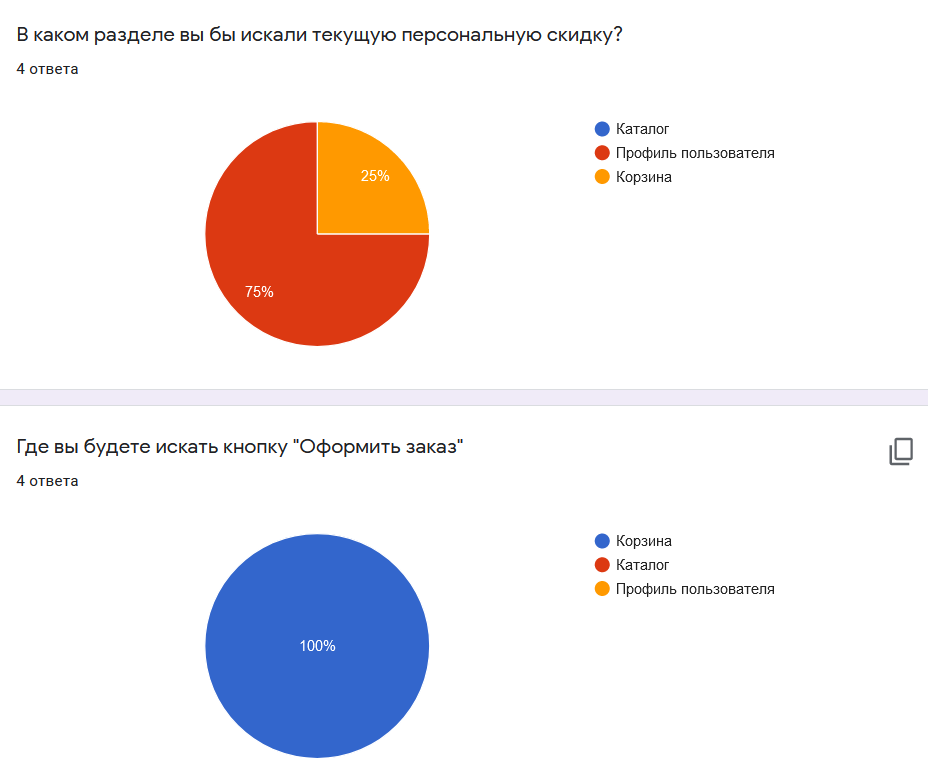 В каком разделе вы бы искали текущую персональную скидку?
4 ответа
Каталог
Профиль пользователя
Корзина
25%
75%
Где вы будете искать кнопку "Оформить заказ"
4 ответа
Корзина
Каталог
Профиль пользователя
100%